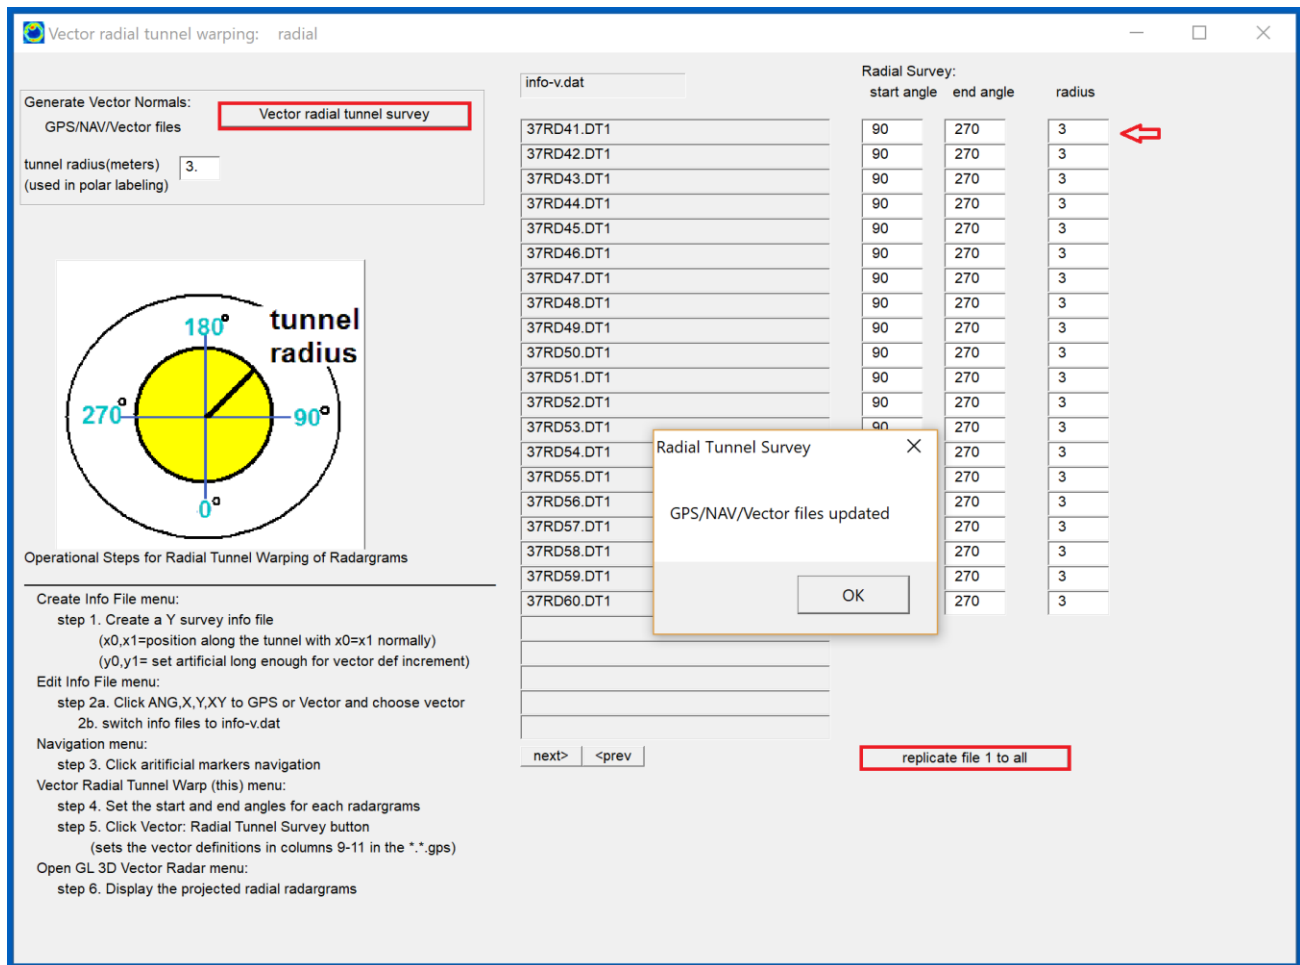 Vector radial tunnel warping: radial
Generate Vector Normals:
GPS/NAV/Vector files
Vector radial tunnel survey
tunnel radius(meters) 3.
(used in polar labeling)
tunnel
radius
180°
270°
90°
0°
Operational Steps for Radial Tunnel Warping of Radargrams
Create Info File menu:
step 1. Create a Y survey info file
(x0,x1=position along the tunnel with x0=x1 normally)
(y0,y1= set artificial long enough for vector def increment)
Edit Info File menu:
step 2a. Click ANG,X,Y,XY to GPS or Vector and choose vector
2b. switch info files to info-v.dat
Navigation menu:
step 3. Click aritificial markers navigation
Vector Radial Tunnel Warp (this) menu:
step 4. Set the start and end angles for each radargrams
step 5. Click Vector: Radial Tunnel Survey button
(sets the vector definitions in columns 9-11 in the *.*.gps)
Open GL 3D Vector Radar menu:
step 6. Display the projected radial radargrams
info-v.dat
Radial Survey:
start angle end angle radius
37RD41.DT1 90 270 3
37RD42.DT1 90 270 3
37RD43.DT1 90 270 3
37RD44.DT1 90 270 3
37RD45.DT1 90 270 3
37RD46.DT1 90 270 3
37RD47.DT1 90 270 3
37RD48.DT1 90 270 3
37RD49.DT1 90 270 3
37RD50.DT1 90 270 3
37RD51.DT1 90 270 3
37RD52.DT1 90 270 3
37RD53.DT1 90 270 3
37RD54.DT1 270 3
37RD55.DT1 270 3
37RD56.DT1 270 3
37RD57.DT1 270 3
37RD58.DT1 270 3
37RD59.DT1 270 3
37RD60.DT1 270 3
Radial Tunnel Survey
GPS/NAV/Vector files updated
OK
next> <prev
replicate file 1 to all